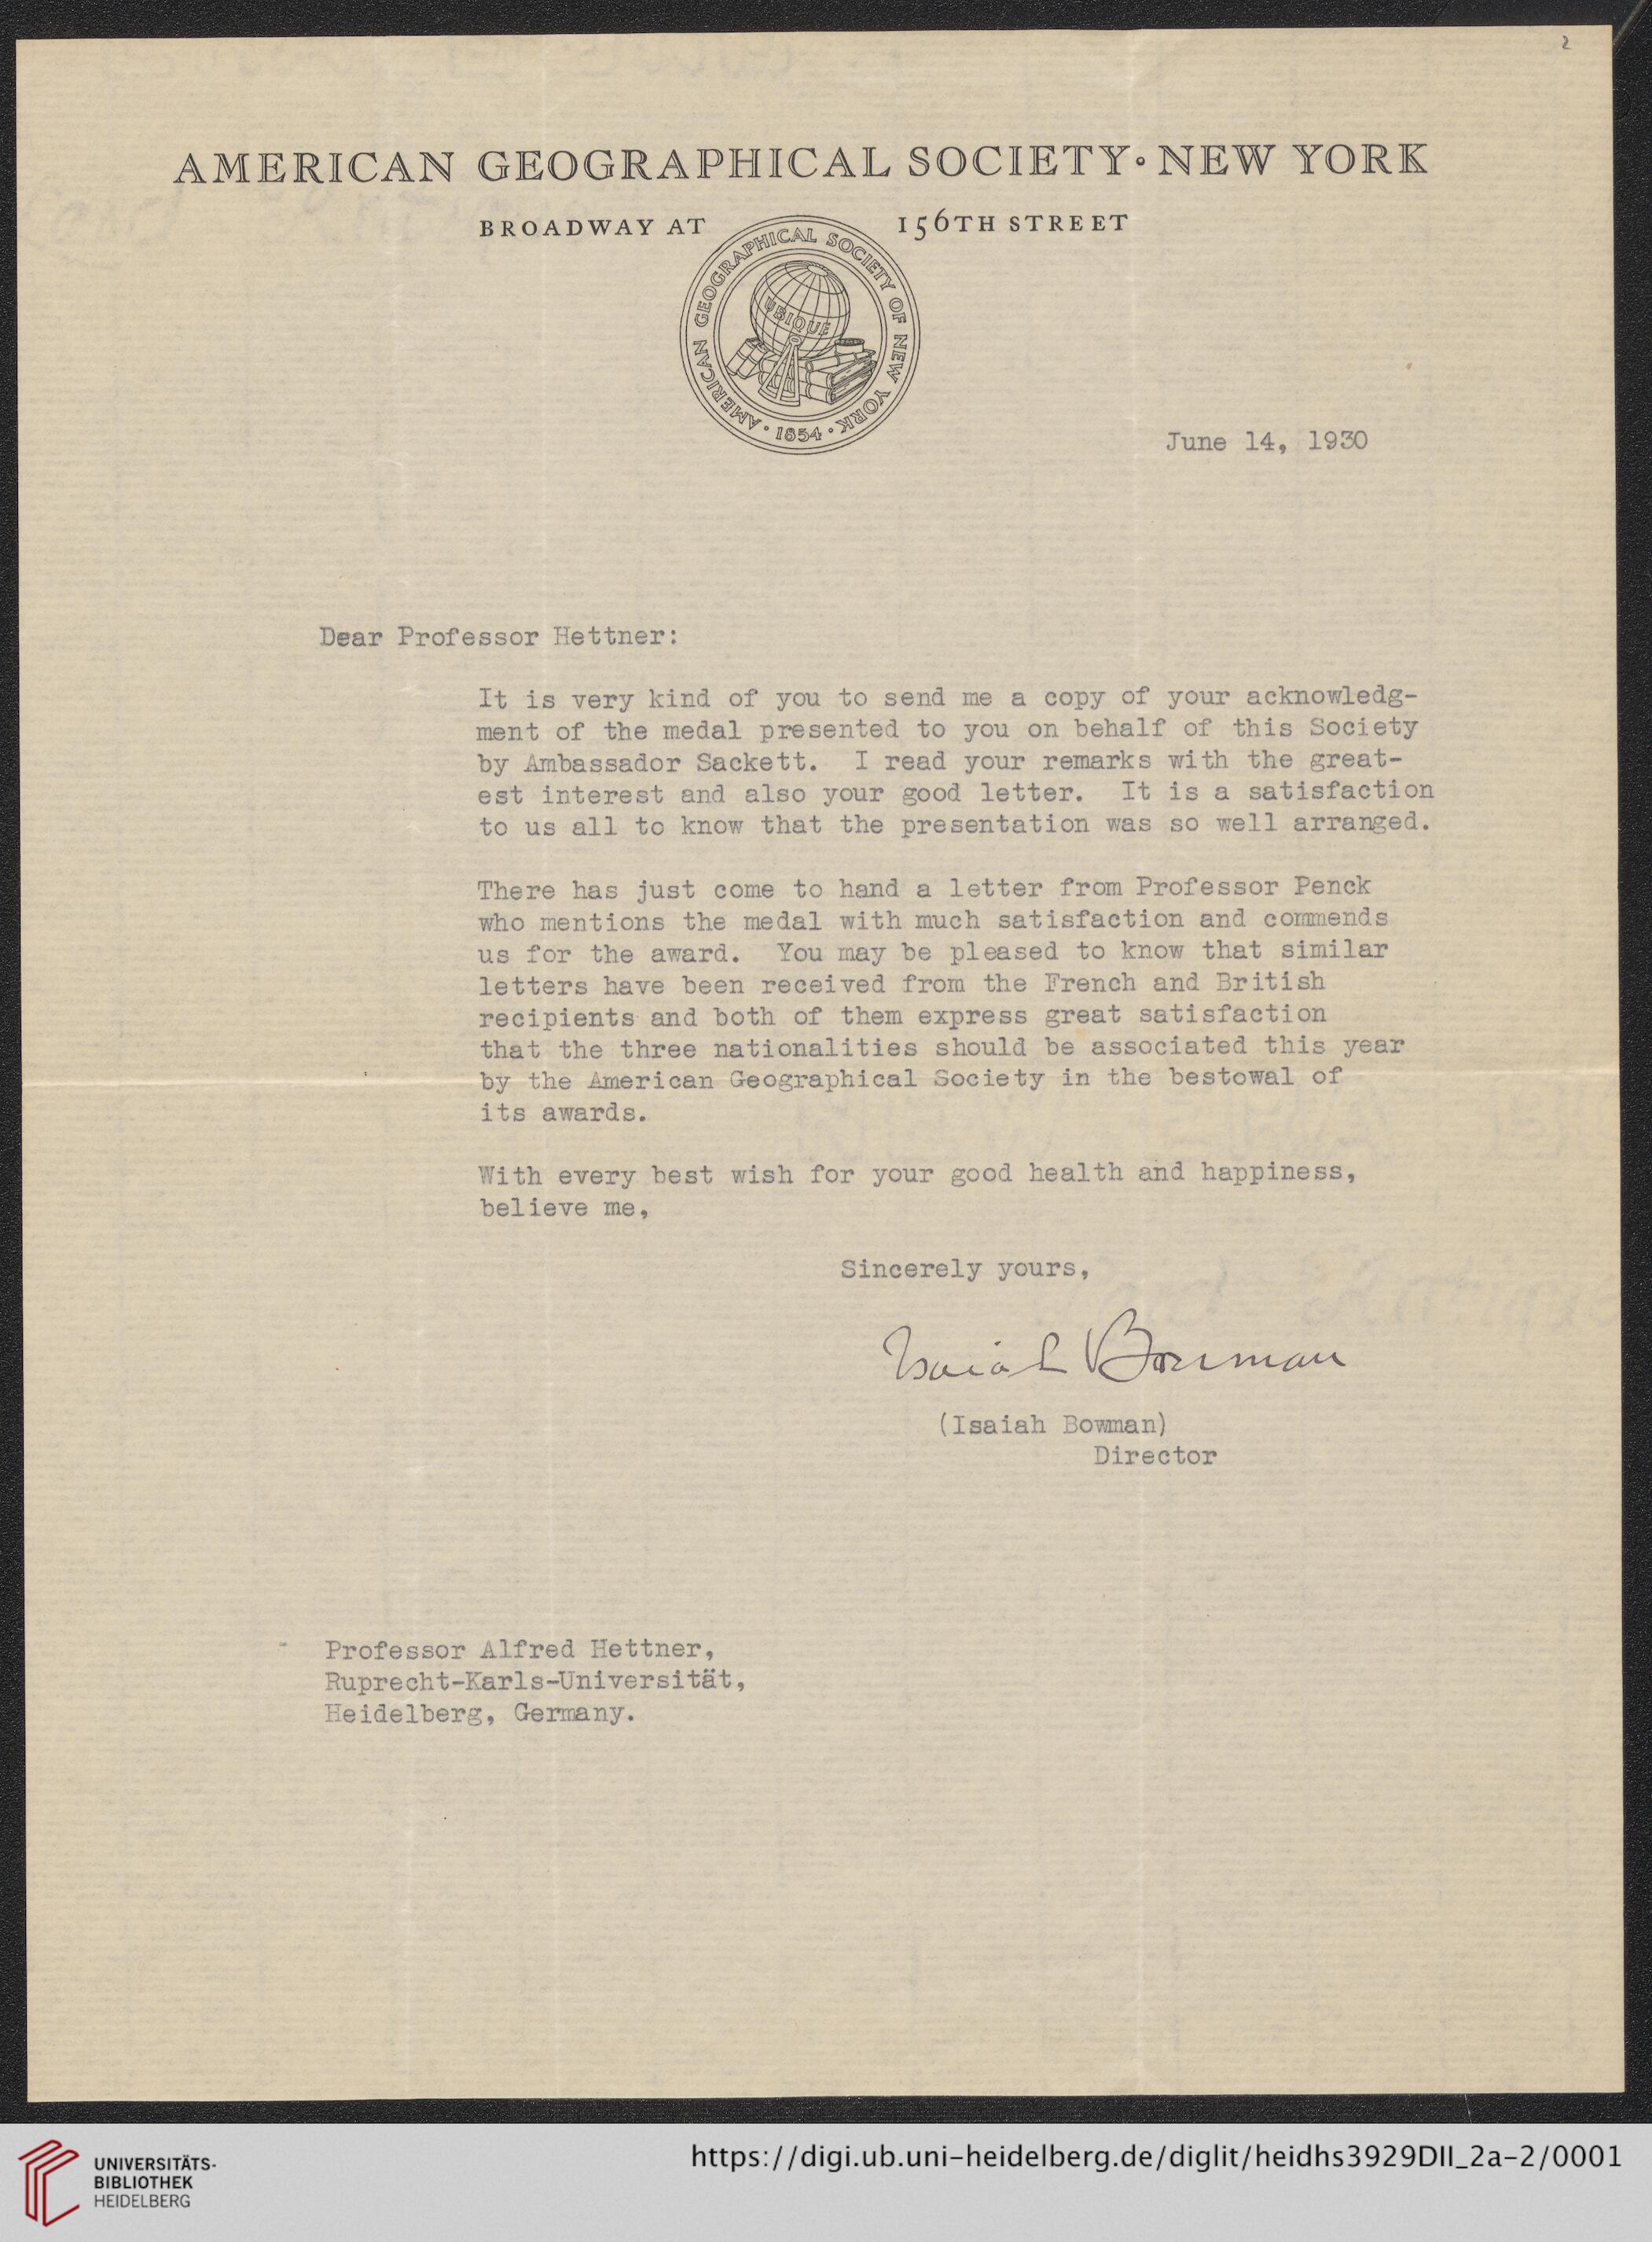 2
AMERICAN GEOGRAPHICAL SOCIETY • NEW YORK
BROADWAY AT 156TH STREET
AMERICAN GEOGRAPHICAL SOCIETY OF NEW YORK
UBIQUE
• 1854 •
June 14, 1930
Dear Professor Hettner:
It is very kind of you to send me a copy of your acknowledg-
ment of the medal presented to you on behalf of this Society
by Ambassador Sackett. I read your remarks with the great-
est interest and also your good letter. It is a satisfaction
to us all to know that the presentation was so well arranged.
There has just come to hand a letter from Professor Penck
who mentions the medal with much satisfaction and commends
us for the award. You may be pleased to know that similar
letters have been received from the French and British
recipients and both of them express great satisfaction
that the three nationalities should be associated this year
by the American Geographical Society in the bestowal of
its awards.
With every best wish for your good health and happiness,
believe me,
Sincerely yours,
Isaiah Bowman
(Isaiah Bowman)
Director
Professor Alfred Hettner,
Ruprecht-Karls-Universität,
Heidelberg, Germany.
UNIVERSITÄTS-
BIBLIOTHEK
HEIDELBERG
https://digi.ub.uni-heidelberg.de/diglit/heidhs3929DII_2a-2/0001